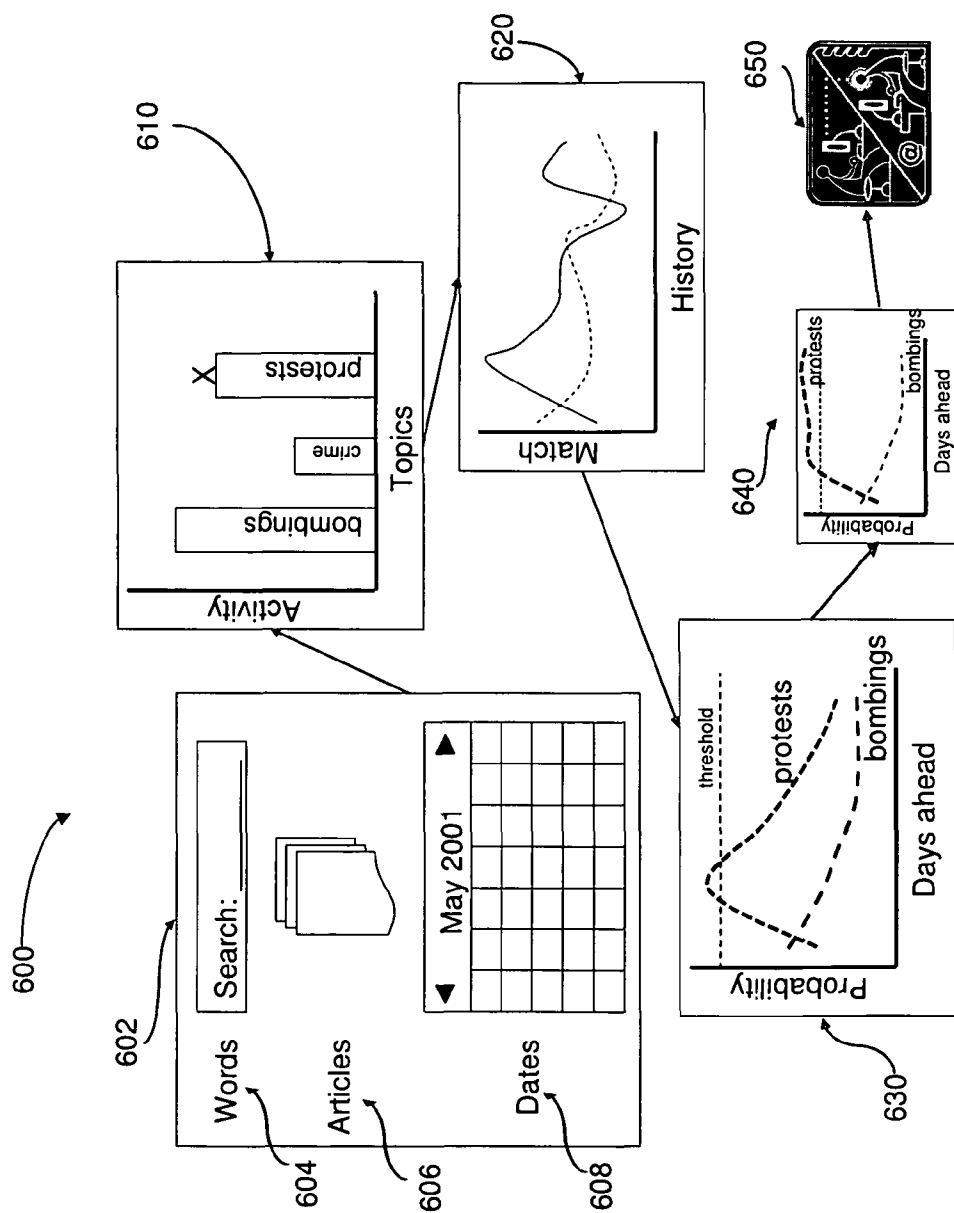 600
602
Words
604
Search:
Articles
606
Dates
608
May 2001
610
Activity
bombings
crime
protests
X
Topics
620
Match
History
630
Probability
threshold
protests
bombings
Days ahead
640
Probability
protests
bombings
Days ahead
650
@